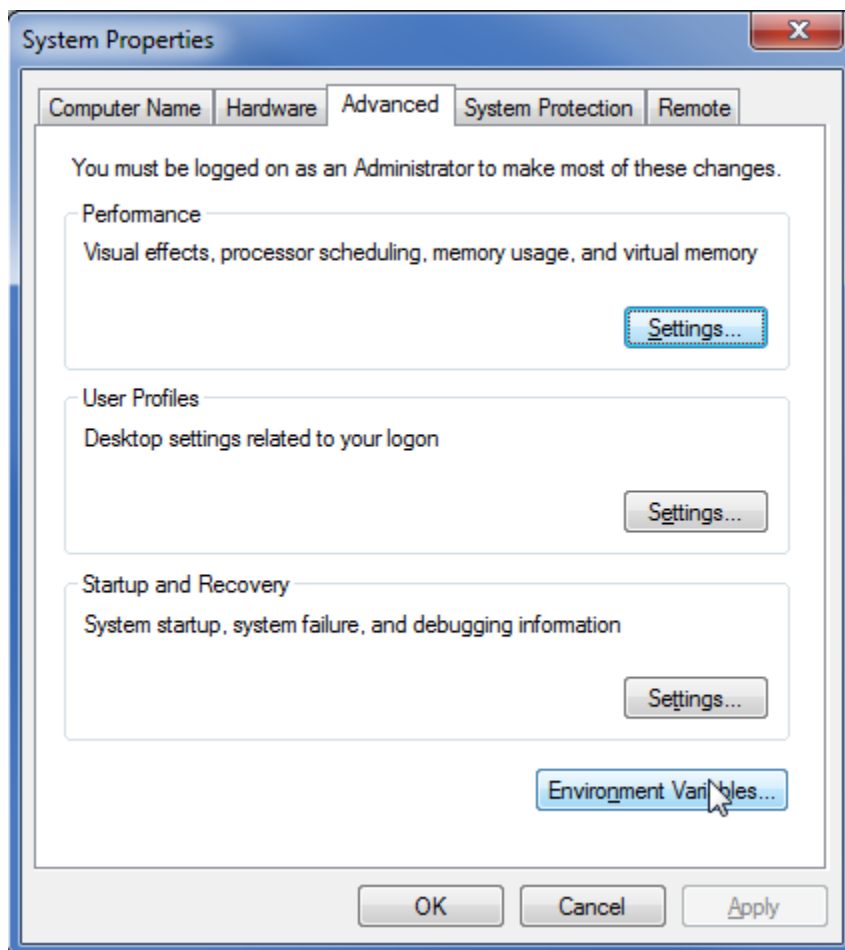 System Properties
Computer Name Hardware Advanced System Protection Remote
You must be logged on as an Administrator to make most of these changes.
Performance
Visual effects, processor scheduling, memory usage, and virtual memory
Settings...
User Profiles
Desktop settings related to your logon
Settings...
Startup and Recovery
System startup, system failure, and debugging information
Settings...
Environment Variables...
OK Cancel Apply